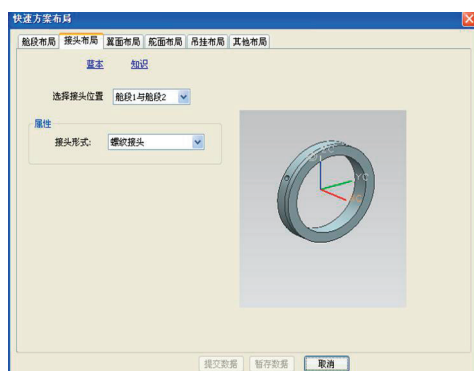 快速方案布局
舱段布局 接头布局 翼面布局 舵面布局 吊挂布局 其他布局
蓝本 知识
选择接头位置 舱段1与舱段2
属性
接头形式: 螺纹接头
YC
提交数据 暂存数据 取消